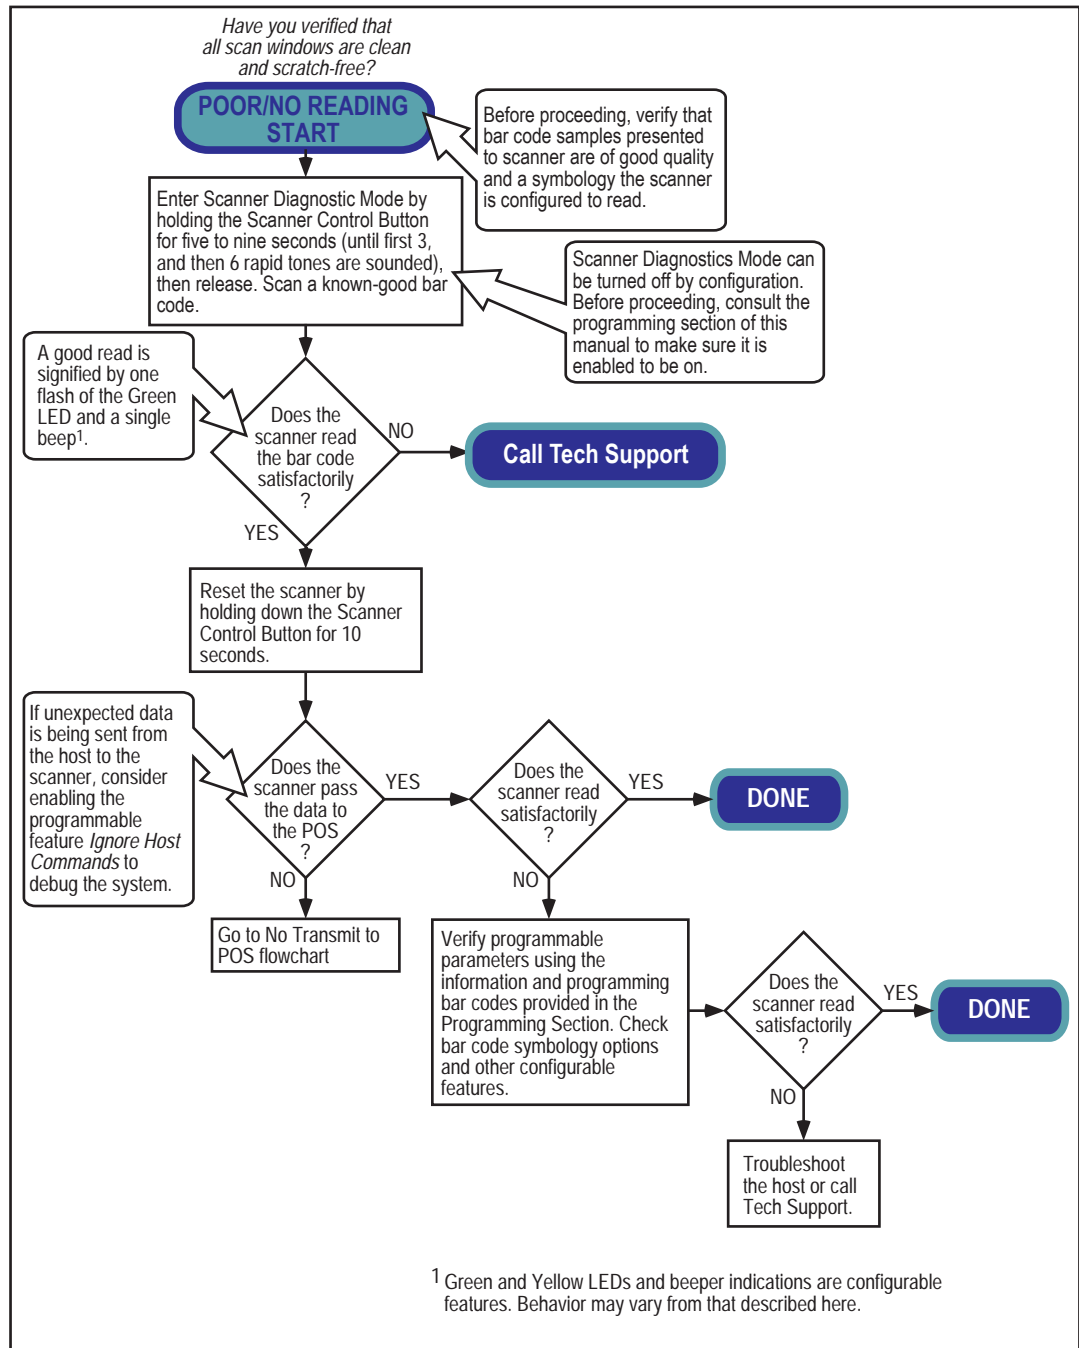 Have you verified that
all scan windows are clean
and scratch-free?
POOR/NO READING
START
Before proceeding, verify that
bar code samples presented
to scanner are of good quality
and a symbology the scanner
is configured to read.
Enter Scanner Diagnostic Mode by
holding the Scanner Control Button
for five to nine seconds (until first 3,
and then 6 rapid tones are sounded),
then release. Scan a known-good bar
code.
Scanner Diagnostics Mode can
be turned off by configuration.
Before proceeding, consult the
programming section of this
manual to make sure it is
enabled to be on.
A good read is
signified by one
flash of the Green
LED and a single
beep1.
Does the
scanner read
the bar code
satisfactorily
?
NO
Call Tech Support
YES
Reset the scanner by
holding down the Scanner
Control Button for 10
seconds.
If unexpected data
is being sent from
the host to the
scanner, consider
enabling the
programmable
feature Ignore Host
Commands to
debug the system.
Does the
scanner pass
the data to
the POS
?
YES
Does the
scanner read
satisfactorily
?
YES
DONE
NO
Go to No Transmit to
POS flowchart
NO
Verify programmable
parameters using the
information and programming
bar codes provided in the
Programming Section. Check
bar code symbology options
and other configurable
features.
Does the
scanner read
satisfactorily
?
YES
DONE
NO
Troubleshoot
the host or call
Tech Support.
1 Green and Yellow LEDs and beeper indications are configurable
features. Behavior may vary from that described here.